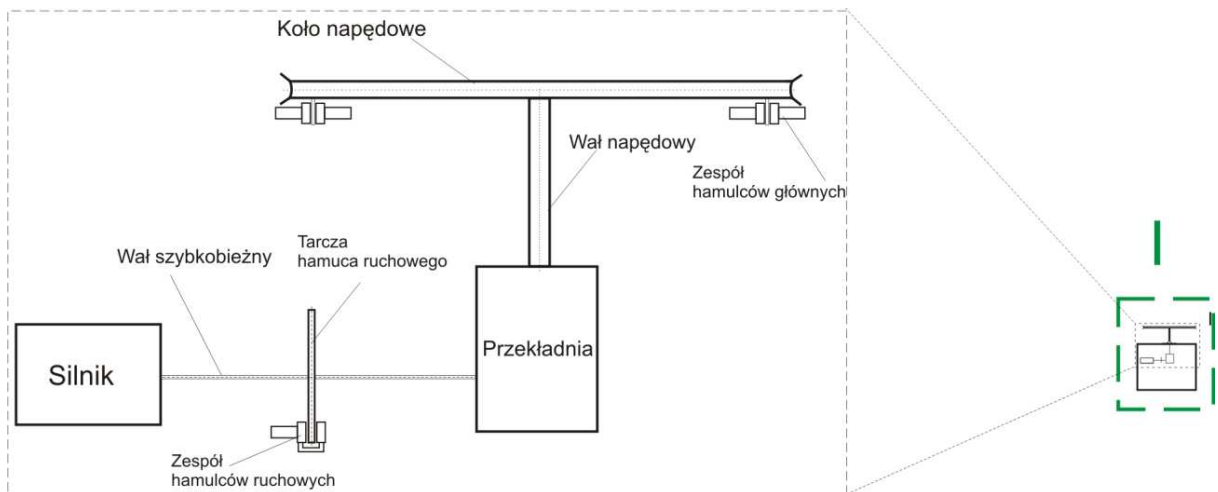 Koło napędowe
Wał napędowy
Zespół
hamulców głównych
Tarcza
hamuca ruchowego
Wał szybkobieżny
Przekładnia
Silnik
Zespół
hamulców ruchowych